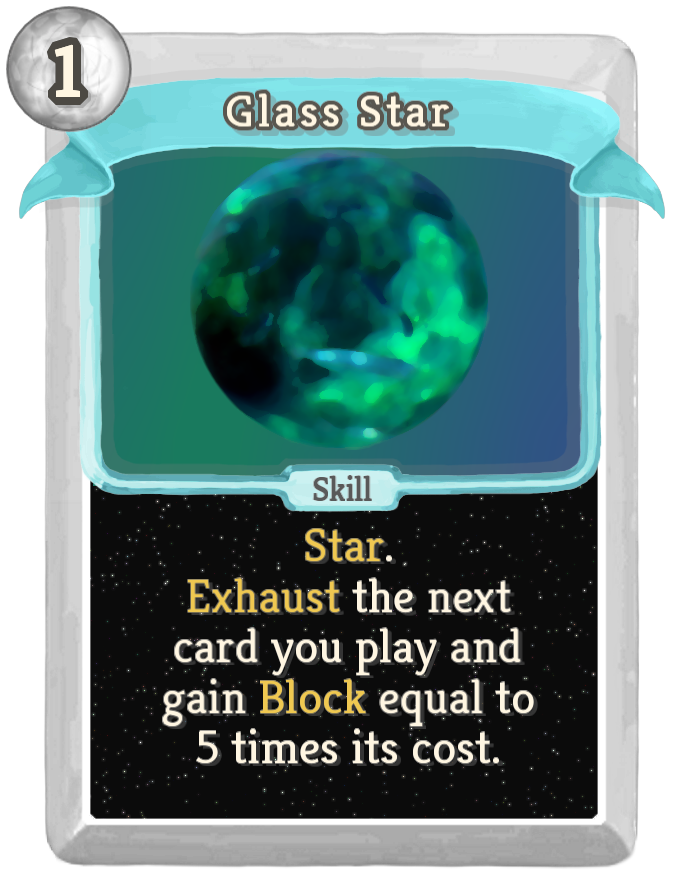 1
Glass Star
Skill
Star.
Exhaust the next
card you play and
gain Block equal to
5 times its cost.